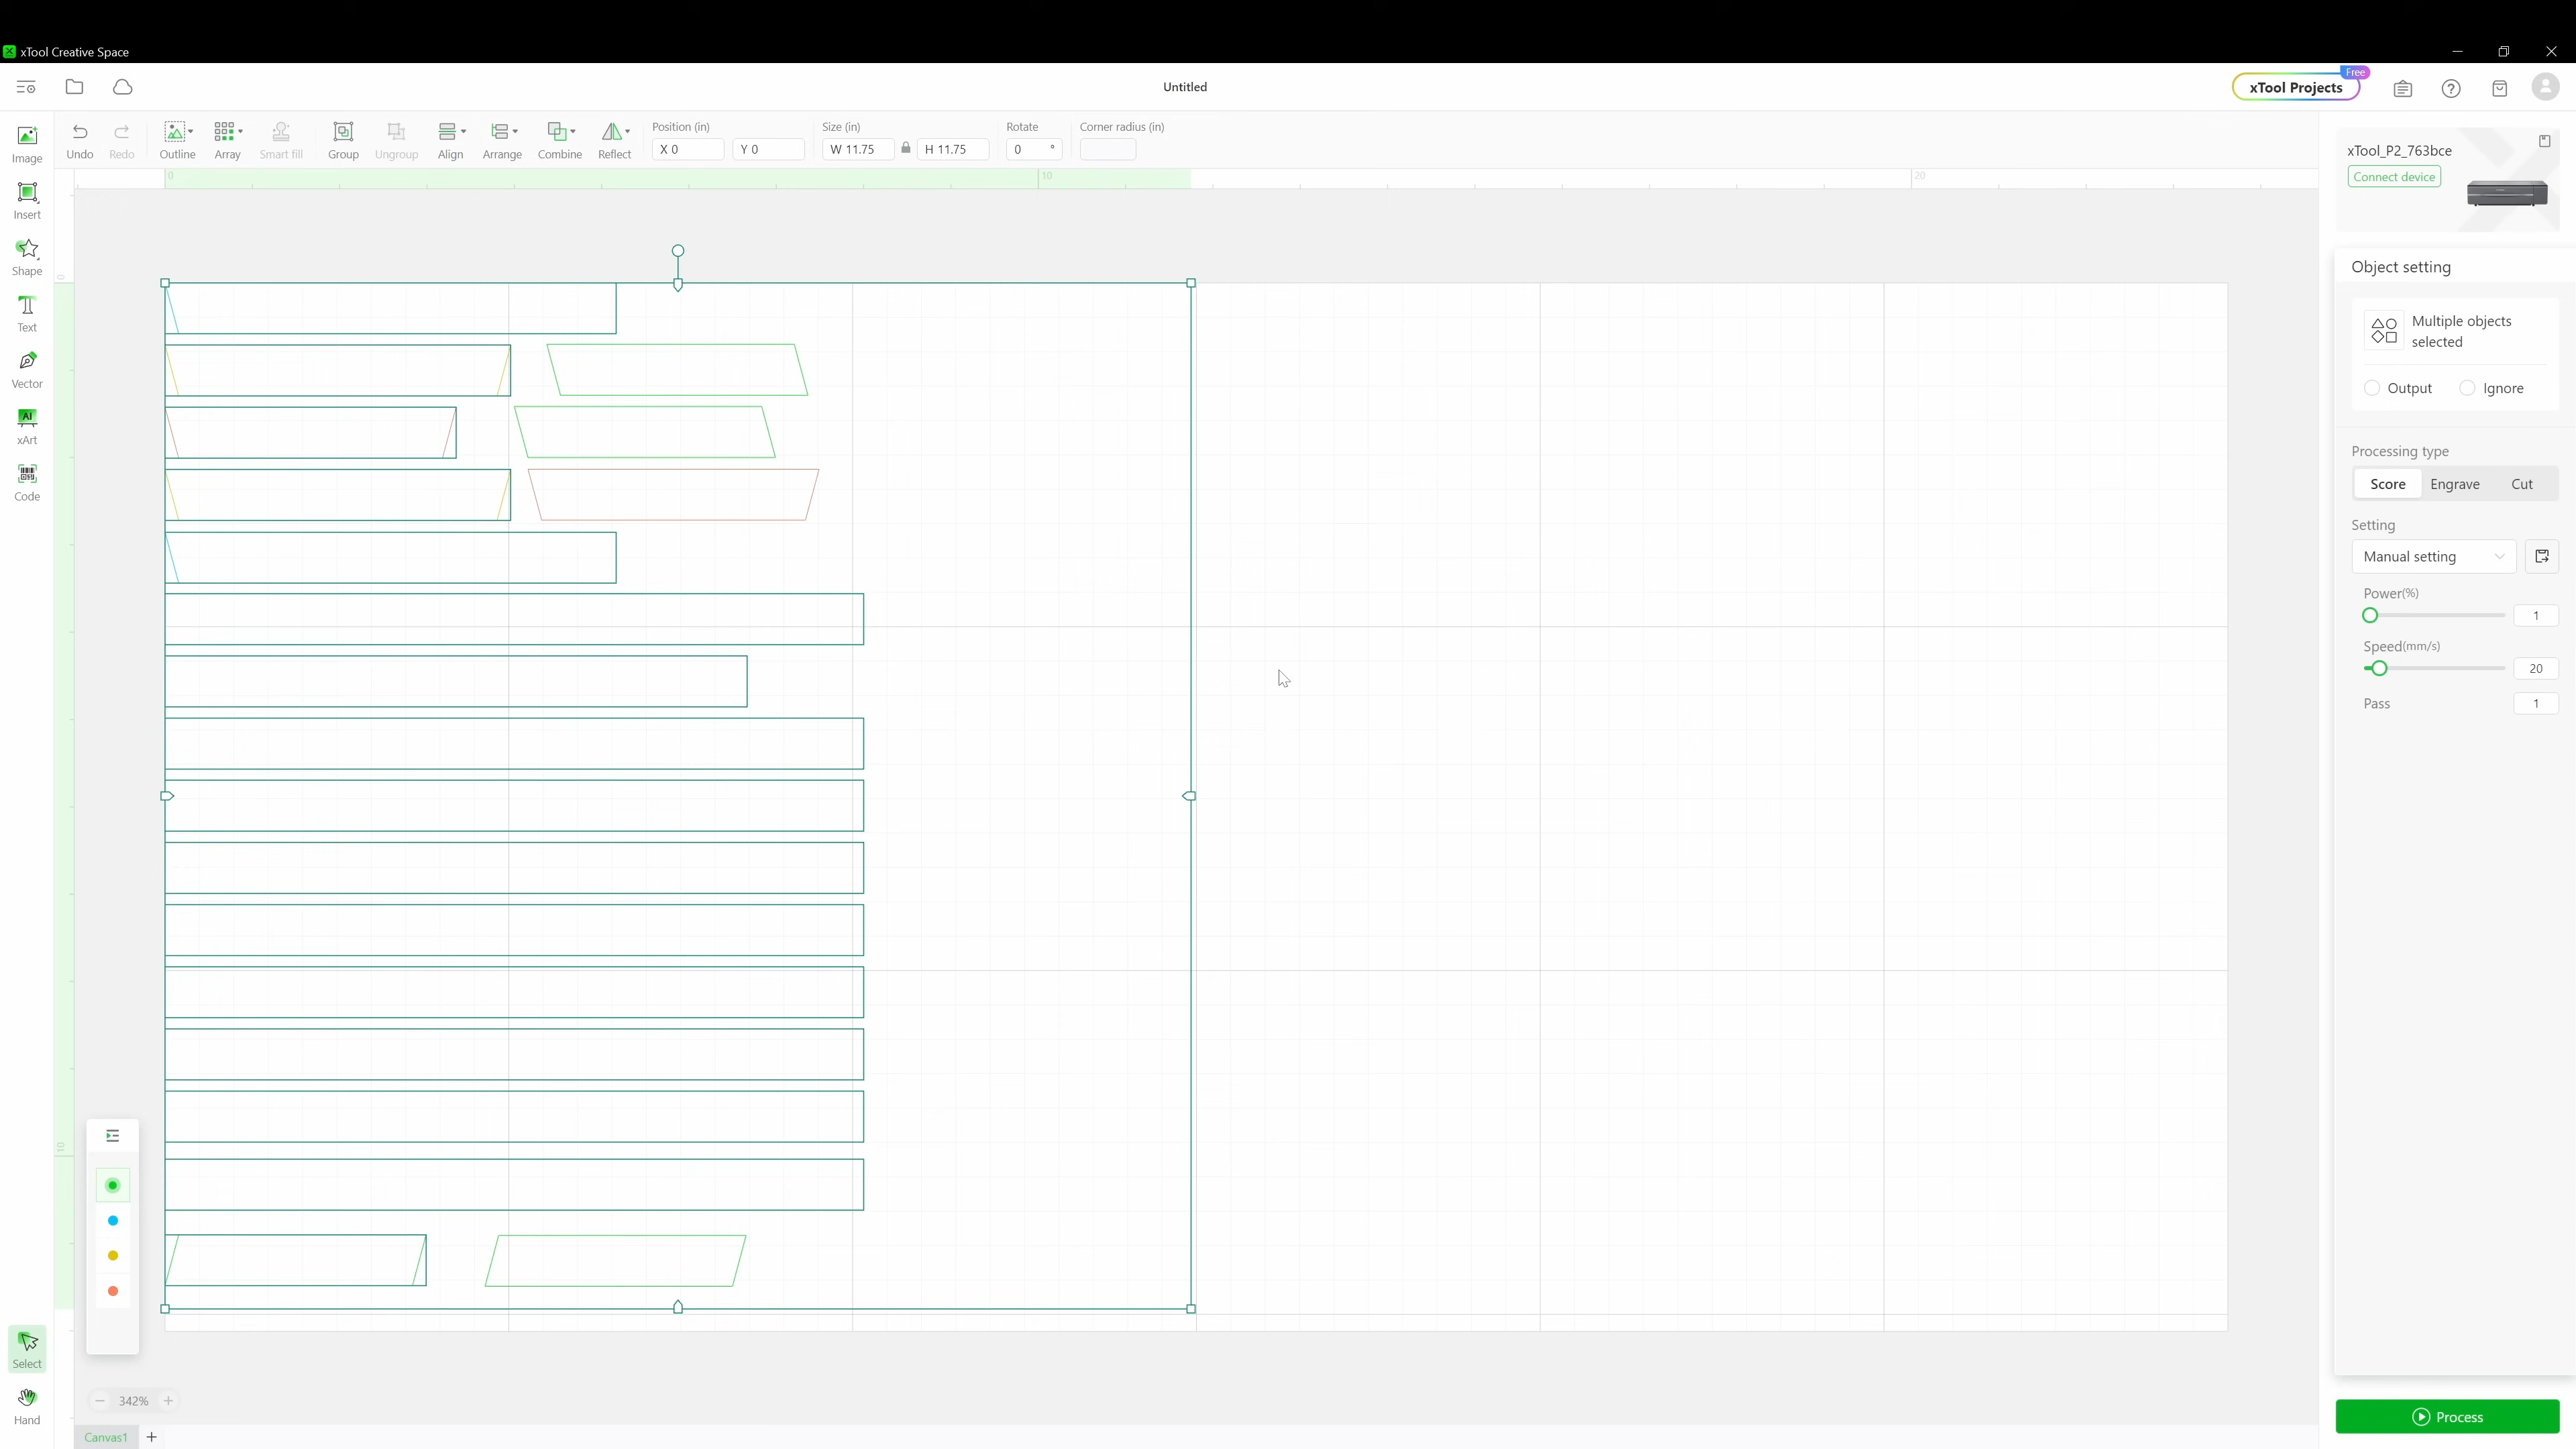 xTool Creative Space
Untitled
Free
xTool Projects
Image
Insert
Shape
Text
Vector
AI
xArt
Code
Select
Hand
Undo
Redo
Outline
Array
Smart fill
Group
Ungroup
Align
Arrange
Combine
Reflect
Position (in)
X 0
Y 0
Size (in)
W 11.75
H 11.75
Rotate
0 °
Corner radius (in)
0
10
20
0
10
342%
Canvas1
xTool_P2_763bce
Connect device
Object setting
Multiple objects
selected
Output
Ignore
Processing type
Score
Engrave
Cut
Setting
Manual setting
Power(%)
1
Speed(mm/s)
20
Pass
1
Process